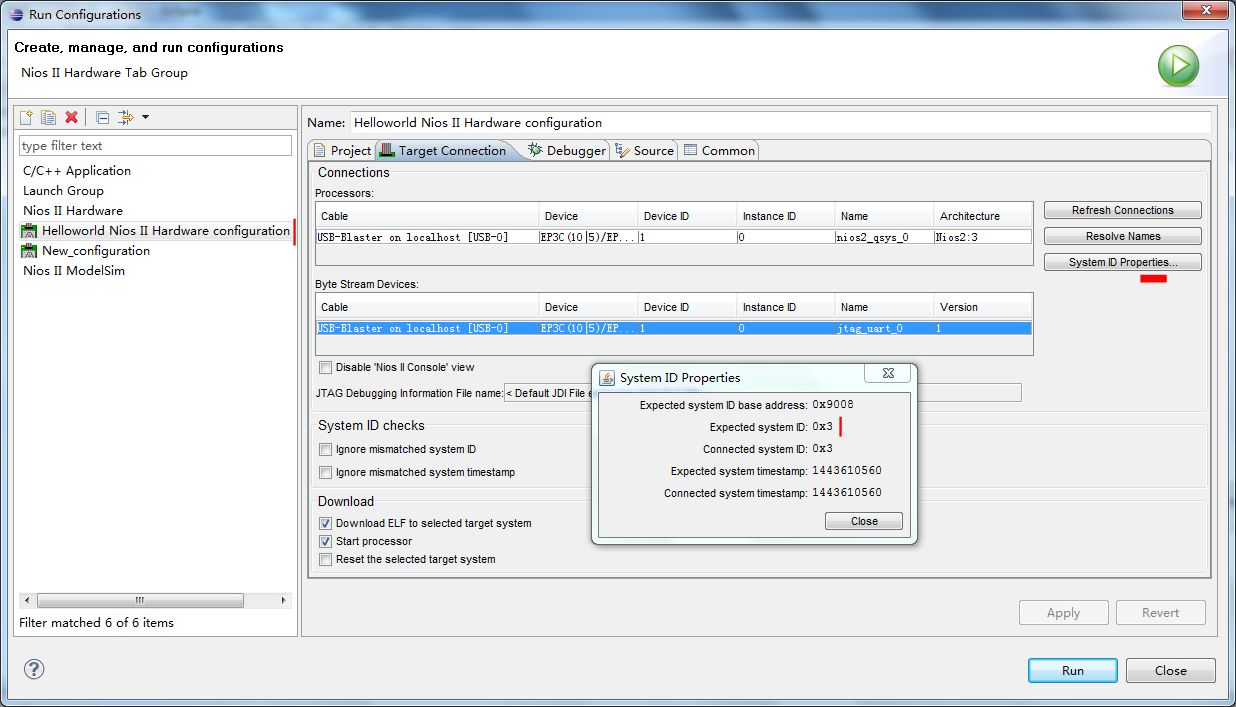 Run Configurations
Create, manage, and run configurations
Nios II Hardware Tab Group
type filter text
C/C++ Application
Launch Group
Nios II Hardware
Helloworld Nios II Hardware configuration
New_configuration
Nios II ModelSim
Filter matched 6 of 6 items
Name: Helloworld Nios II Hardware configuration
Project Target Connection Debugger Source Common
Connections
Processors:
Cable Device Device ID Instance ID Name Architecture
USB-Blaster on localhost [USB-0] EP3C(10|5)/EP... 1 0 nios2_qsys_0 Nios2:3
Refresh Connections
Resolve Names
System ID Properties...
Byte Stream Devices:
Cable Device Device ID Instance ID Name Version
USB-Blaster on localhost [USB-0] EP3C(10|5)/EP... 1 0 jtag_uart_0 1
Disable 'Nios II Console' view
JTAG Debugging Information File name: < Default JDI File
System ID checks
Ignore mismatched system ID
Ignore mismatched system timestamp
Download
Download ELF to selected target system
Start processor
Reset the selected target system
System ID Properties
Expected system ID base address: 0x9008
Expected system ID: 0x3
Connected system ID: 0x3
Expected system timestamp: 1443610560
Connected system timestamp: 1443610560
Close
Apply Revert
Run Close